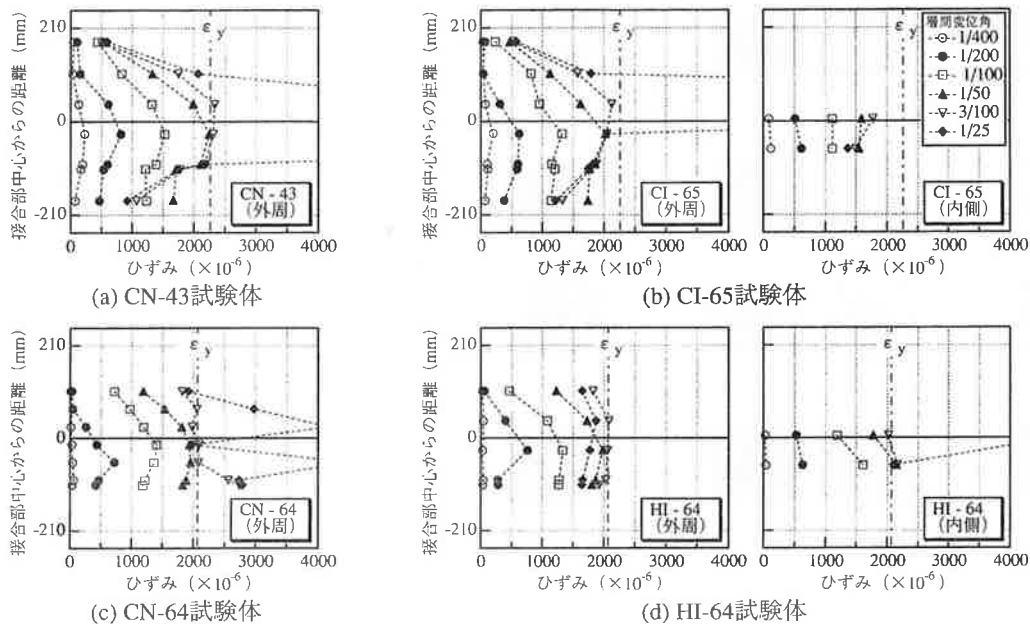 接合部中心からの距離（mm）
210
0
-210
ε y
CN - 43
（外周）
0 1000 2000 3000 4000
ひずみ（×10⁻⁶）
(a) CN-43試験体
接合部中心からの距離（mm）
210
0
-210
ε y
CI - 65
（外周）
0 1000 2000 3000
ひずみ（×10⁻⁶）
層間変位角
1/400
1/200
1/100
1/50
3/100
1/25
ε y
CI - 65
（内側）
0 1000 2000 3000 4000
ひずみ（×10⁻⁶）
(b) CI-65試験体
接合部中心からの距離（mm）
210
0
-210
ε y
CN - 64
（外周）
0 1000 2000 3000 4000
ひずみ（×10⁻⁶）
(c) CN-64試験体
接合部中心からの距離（mm）
210
0
-210
ε y
HI - 64
（外周）
0 1000 2000 3000
ひずみ（×10⁻⁶）
ε y
HI - 64
（内側）
0 1000 2000 3000 4000
ひずみ（×10⁻⁶）
(d) HI-64試験体